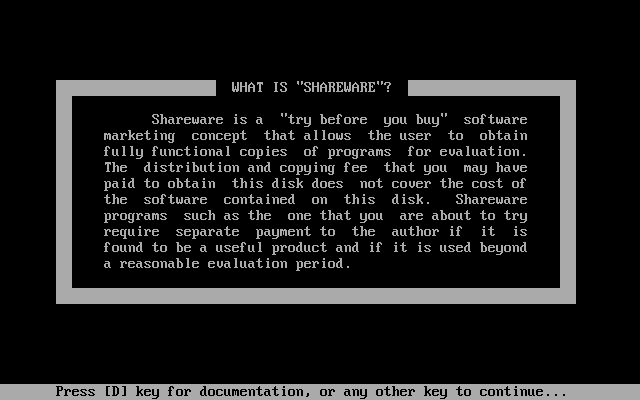 WHAT IS "SHAREWARE"?
Shareware is a "try before you buy" software
marketing concept that allows the user to obtain
fully functional copies of programs for evaluation.
The distribution and copying fee that you may have
paid to obtain this disk does not cover the cost of
the software contained on this disk. Shareware
programs such as the one that you are about to try
require separate payment to the author if it is
found to be a useful product and if it is used beyond
a reasonable evaluation period.
Press [D] key for documentation, or any other key to continue...